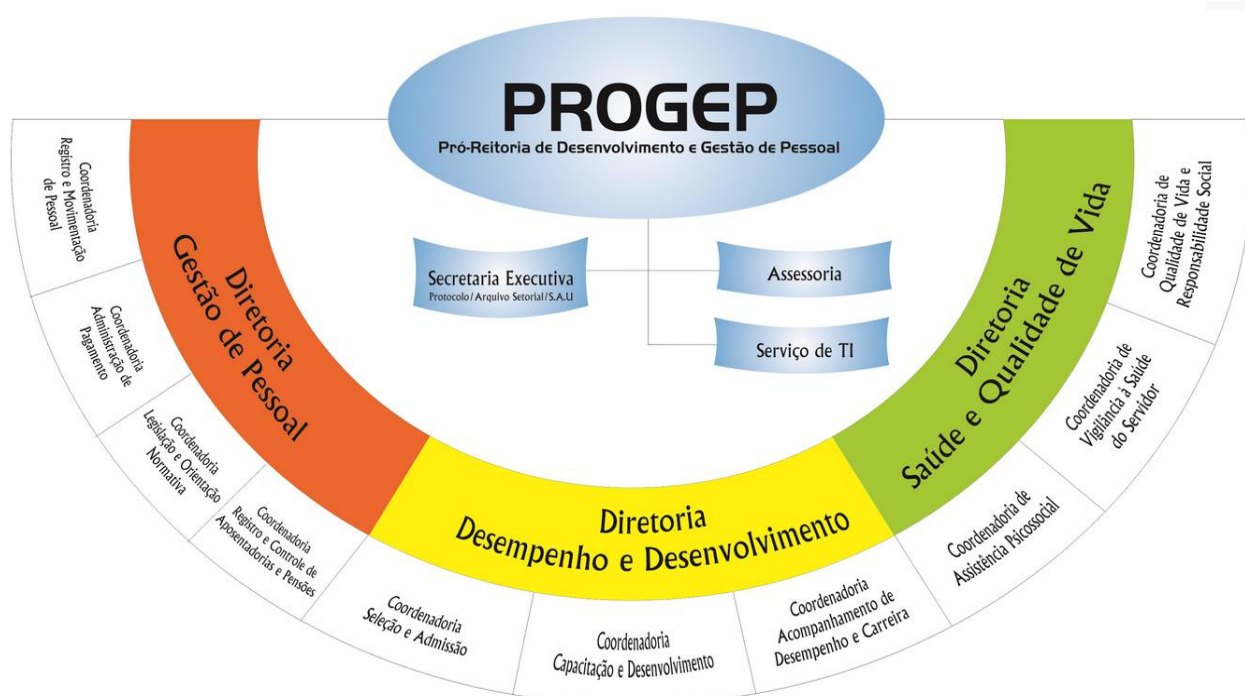 PROGEP
Pró-Reitoria de Desenvolvimento e Gestão de Pessoal
Secretaria Executiva
Protocolo/Arquivo Setorial/S.A.U
Assessoria
Serviço de TI
Diretoria
Gestão de Pessoal
Coordenadoria
Registro e Movimentação
de Pessoal
Coordenadoria
Administração de
Pagamento
Coordenadoria
Legislação e Orientação
Normativa
Coordenadoria
Registro e Controle de
Aposentadorias e Pensões
Diretoria
Desempenho e Desenvolvimento
Coordenadoria
Seleção e Admissão
Coordenadoria
Capacitação e Desenvolvimento
Coordenadoria
Acompanhamento de
Desempenho e Carreira
Diretoria
Saúde e Qualidade de Vida
Coordenadoria de
Assistência Psicossocial
Coordenadoria de
Vigilância à Saúde
do Servidor
Coordenadoria de
Qualidade de Vida e
Responsabilidade Social